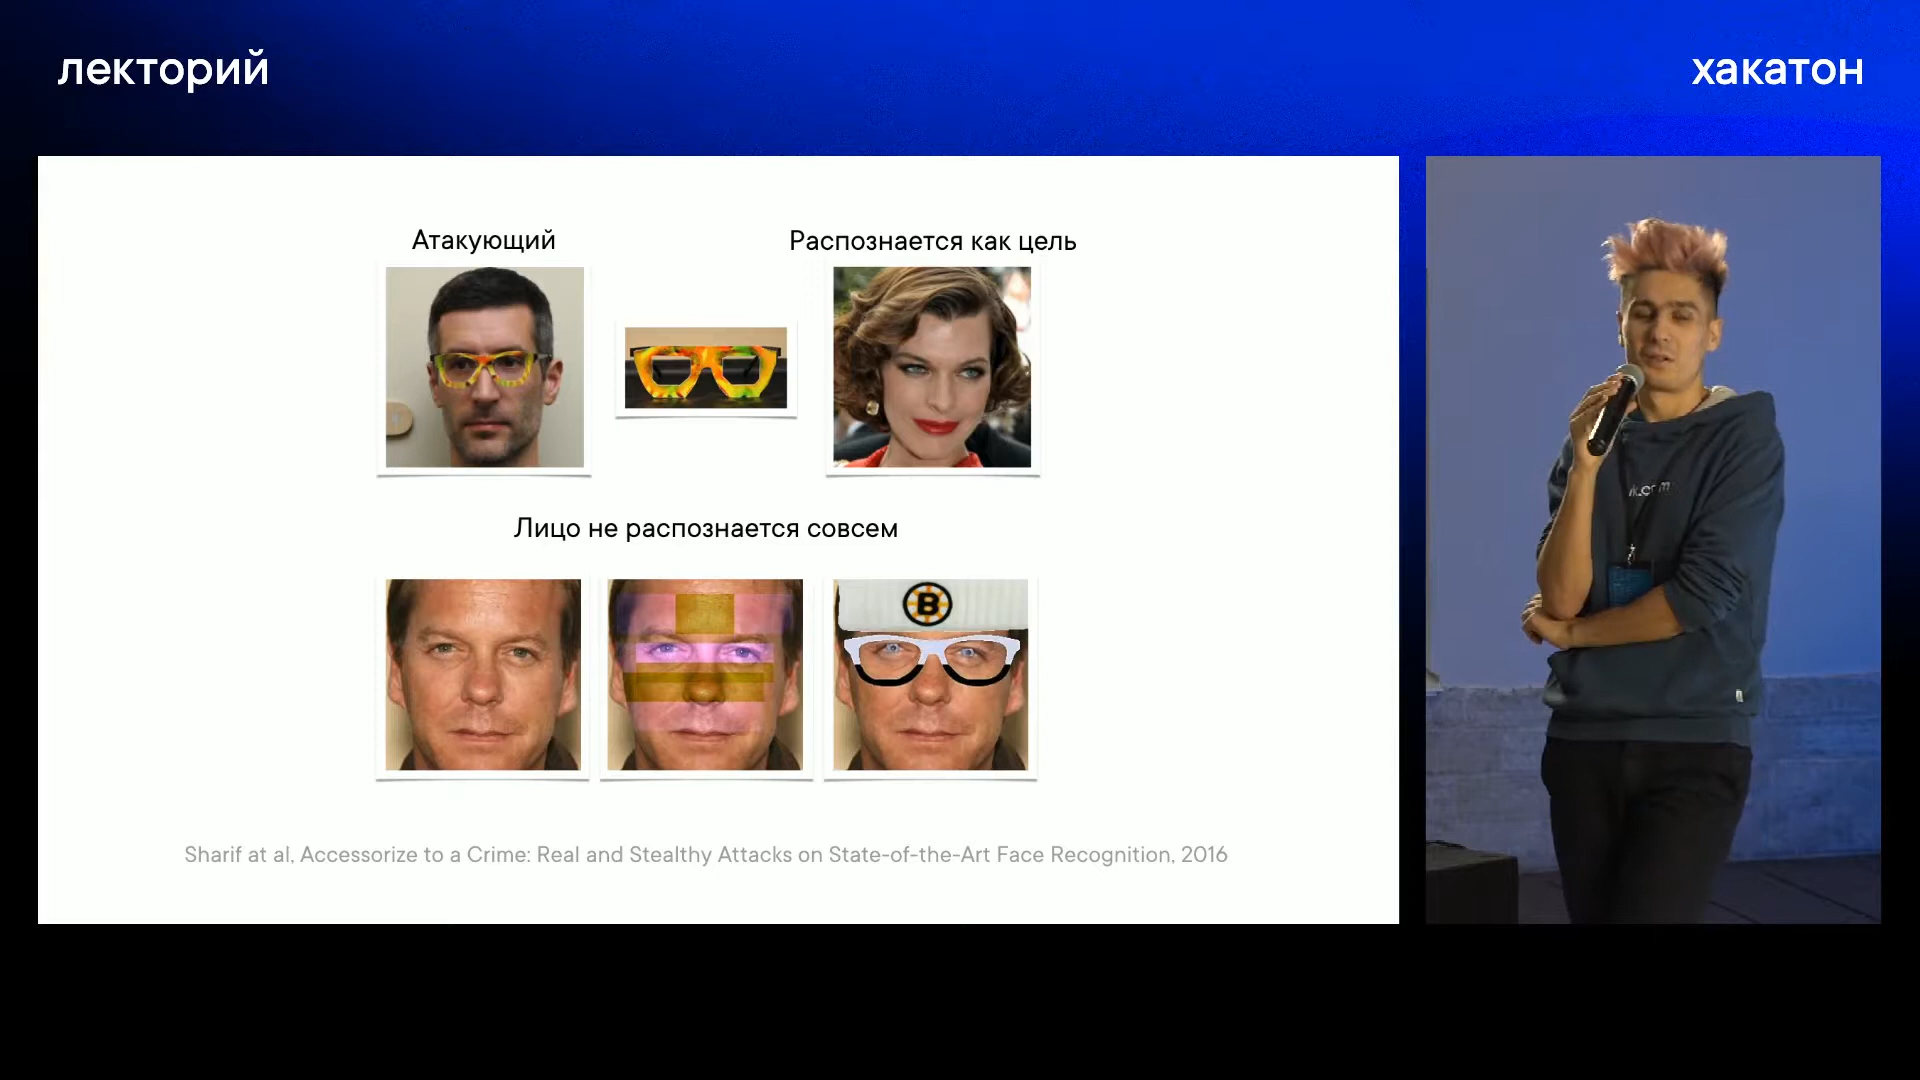 лекторий
хакатон
Атакующий
Распознается как цель
Лицо не распознается совсем
B
Sharif at al, Accessorize to a Crime: Real and Stealthy Attacks on State-of-the-Art Face Recognition, 2016